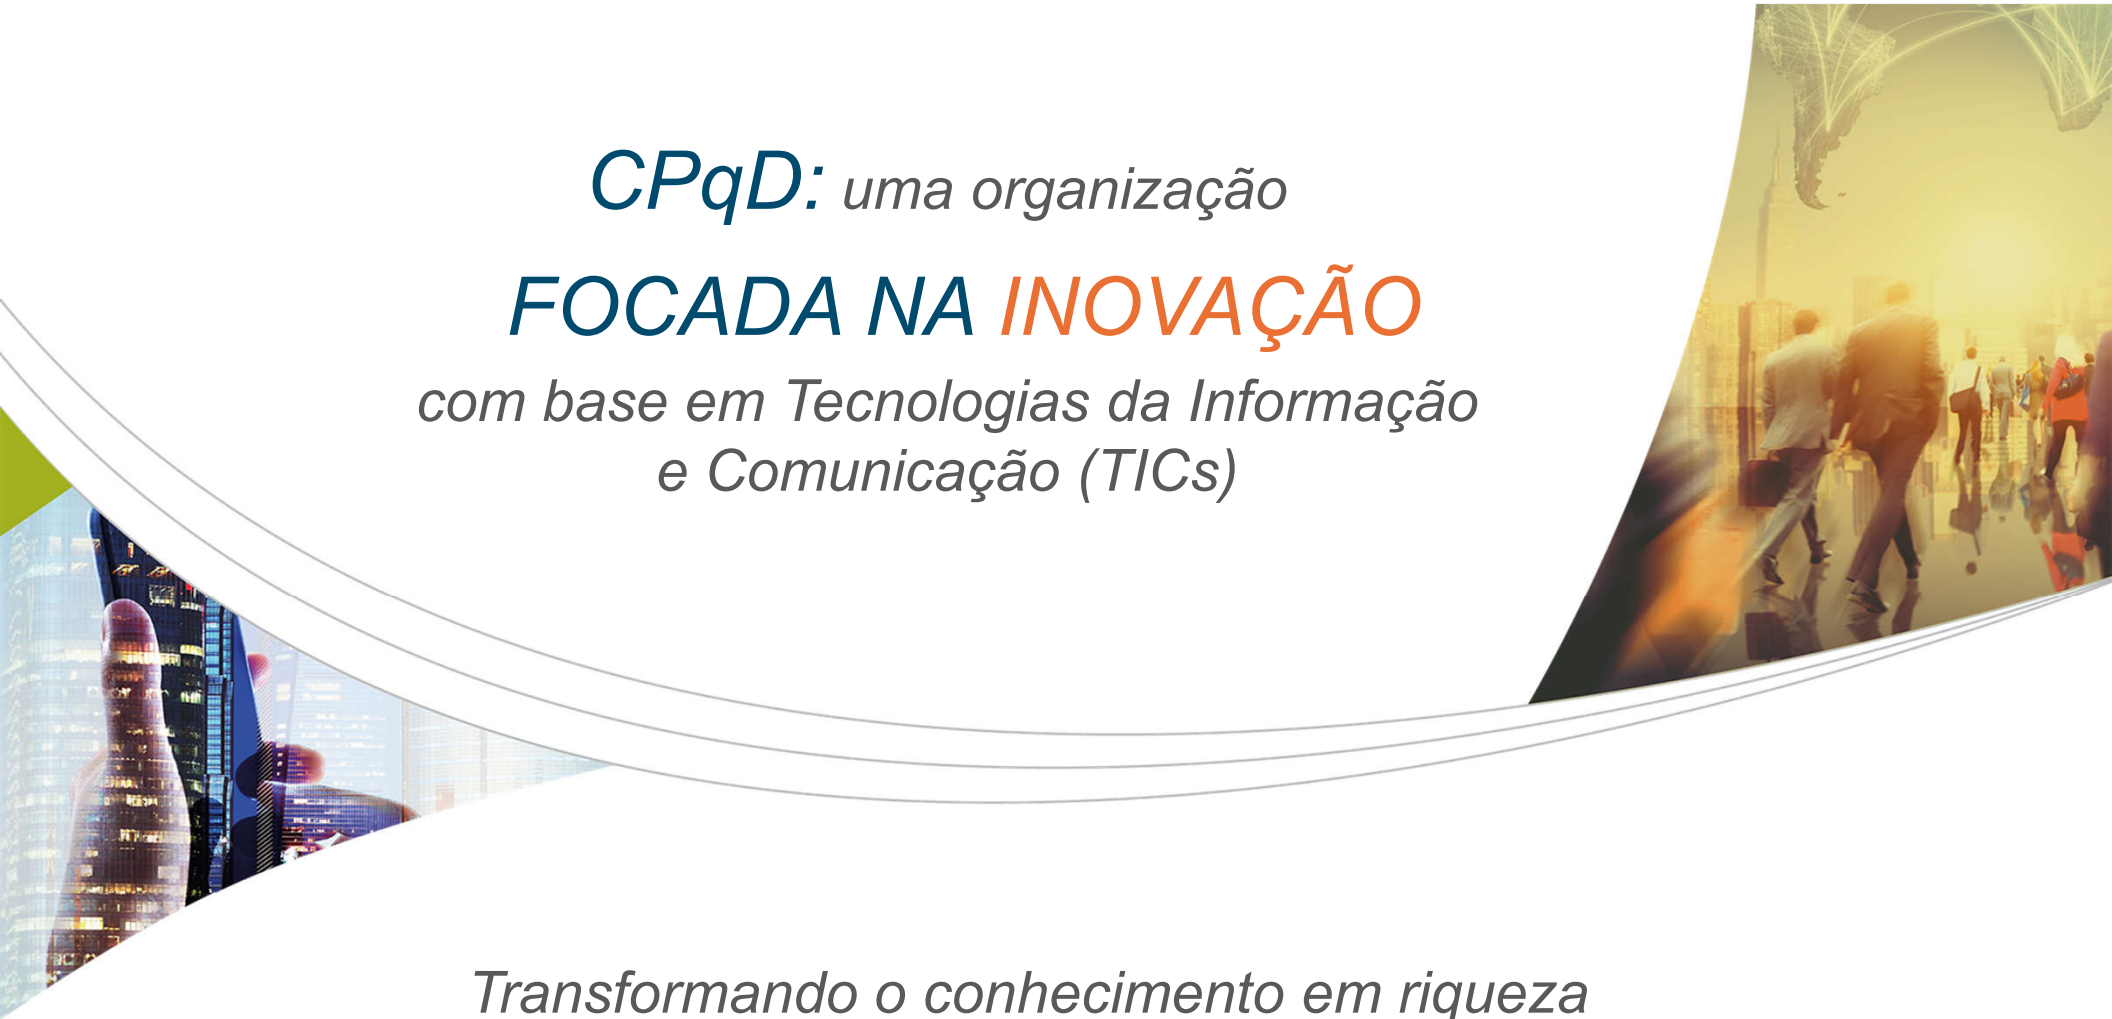 CPqD: uma organização
FOCADA NA INOVAÇÃO
com base em Tecnologias da Informação
e Comunicação (TICs)
Transformando o conhecimento em riqueza